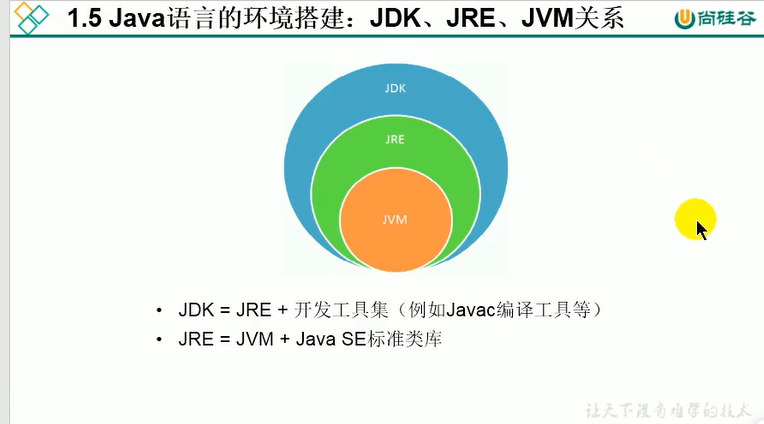 1.5 Java语言的环境搭建：JDK、JRE、JVM关系
尚硅谷
JDK
JRE
JVM
• JDK = JRE + 开发工具集（例如Javac编译工具等）
• JRE = JVM + Java SE标准类库
让天下没有难学的技术